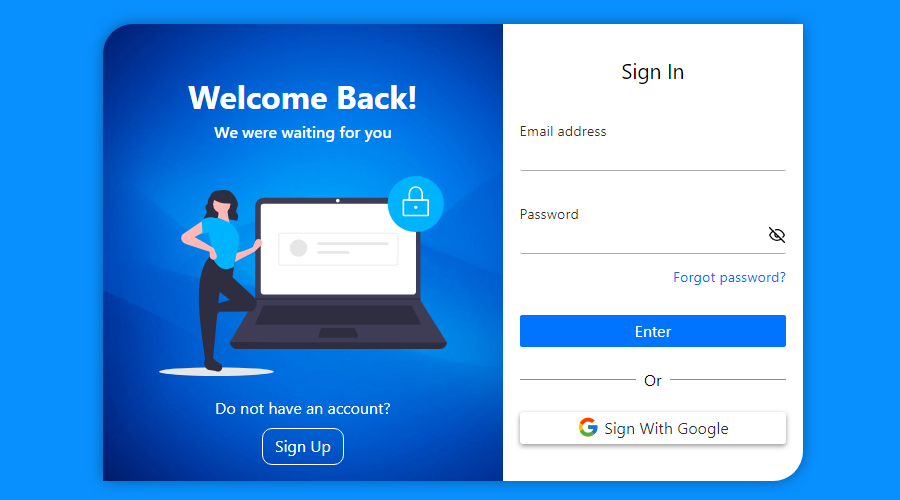 Welcome Back!
We were waiting for you
Do not have an account?
Sign Up
Sign In
Email address
Password
Forgot password?
Enter
Or
Sign With Google